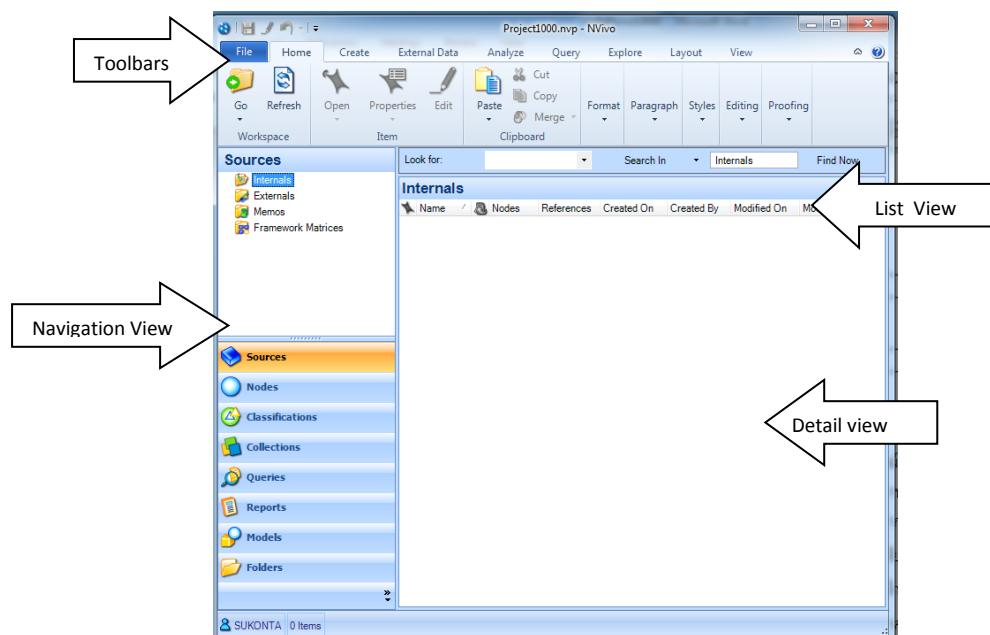 Project1000.nvp - NVivo
File Home Create External Data Analyze Query Explore Layout View
Toolbars
Go Refresh Open Properties Edit Paste Cut Copy Merge Format Paragraph Styles Editing Proofing
Workspace Item Clipboard
Sources
Look for: Search In Internals Find Now
Internals
Externals
Memos
Framework Matrices
Internals
Name Nodes References Created On Created By Modified On
List View
Navigation View
Sources
Nodes
Classifications
Collections
Queries
Reports
Models
Folders
Detail view
SUKONTA 0 Items